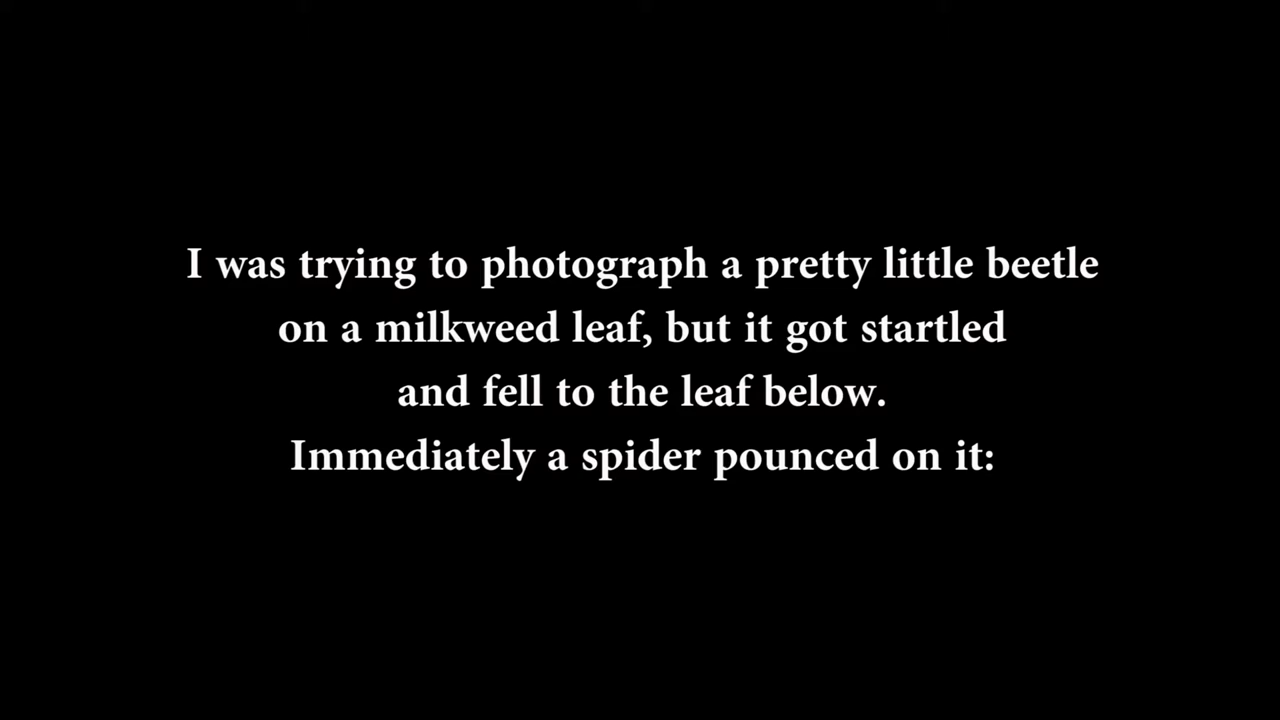 I was trying to photograph a pretty little beetle
on a milkweed leaf, but it got startled
and fell to the leaf below.
Immediately a spider pounced on it: